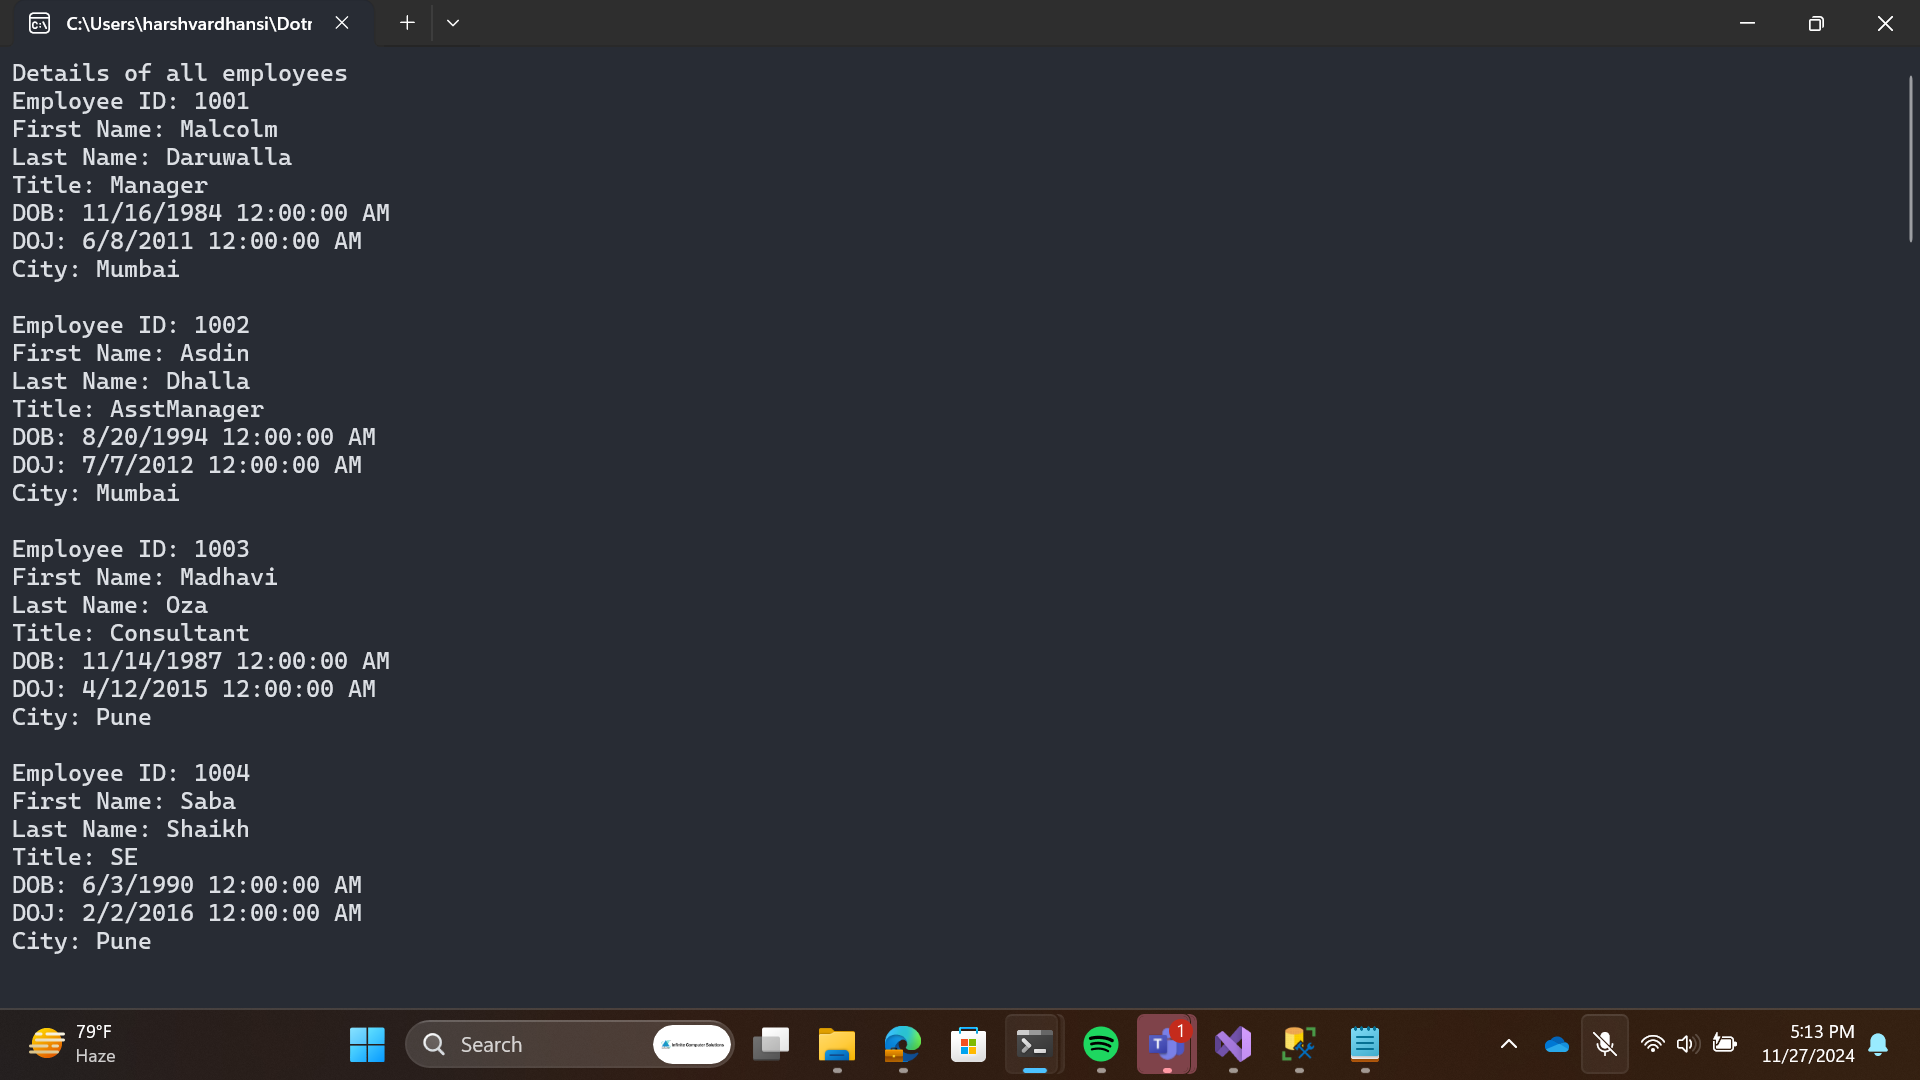 C:\Users\harshvardhansi\Dotr
Details of all employees
Employee ID: 1001
First Name: Malcolm
Last Name: Daruwalla
Title: Manager
DOB: 11/16/1984 12:00:00 AM
DOJ: 6/8/2011 12:00:00 AM
City: Mumbai
Employee ID: 1002
First Name: Asdin
Last Name: Dhalla
Title: AsstManager
DOB: 8/20/1994 12:00:00 AM
DOJ: 7/7/2012 12:00:00 AM
City: Mumbai
Employee ID: 1003
First Name: Madhavi
Last Name: Oza
Title: Consultant
DOB: 11/14/1987 12:00:00 AM
DOJ: 4/12/2015 12:00:00 AM
City: Pune
Employee ID: 1004
First Name: Saba
Last Name: Shaikh
Title: SE
DOB: 6/3/1990 12:00:00 AM
DOJ: 2/2/2016 12:00:00 AM
City: Pune
79°F
Haze
Search
Infinite Computer Solutions
1
5:13 PM
11/27/2024